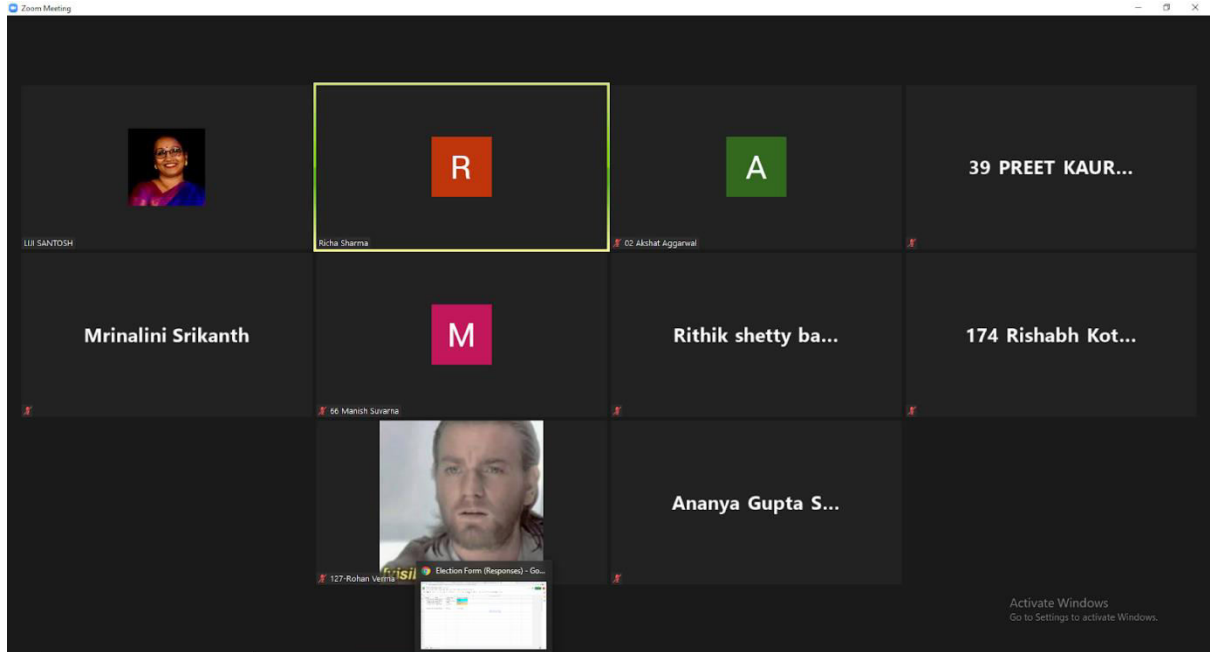 Zoom Meeting
R
A
39 PREET KAUR...
LIJI SANTOSH
Richa Sharma
02 Akshat Aggarwal
Mrinalini Srikanth
M
Rithik shetty ba...
174 Rishabh Kot...
66 Manish Suvarna
Ananya Gupta S...
127-Rohan Verma
Election Form (Responses) - Go...
Activate Windows
Go to Settings to activate Windows.